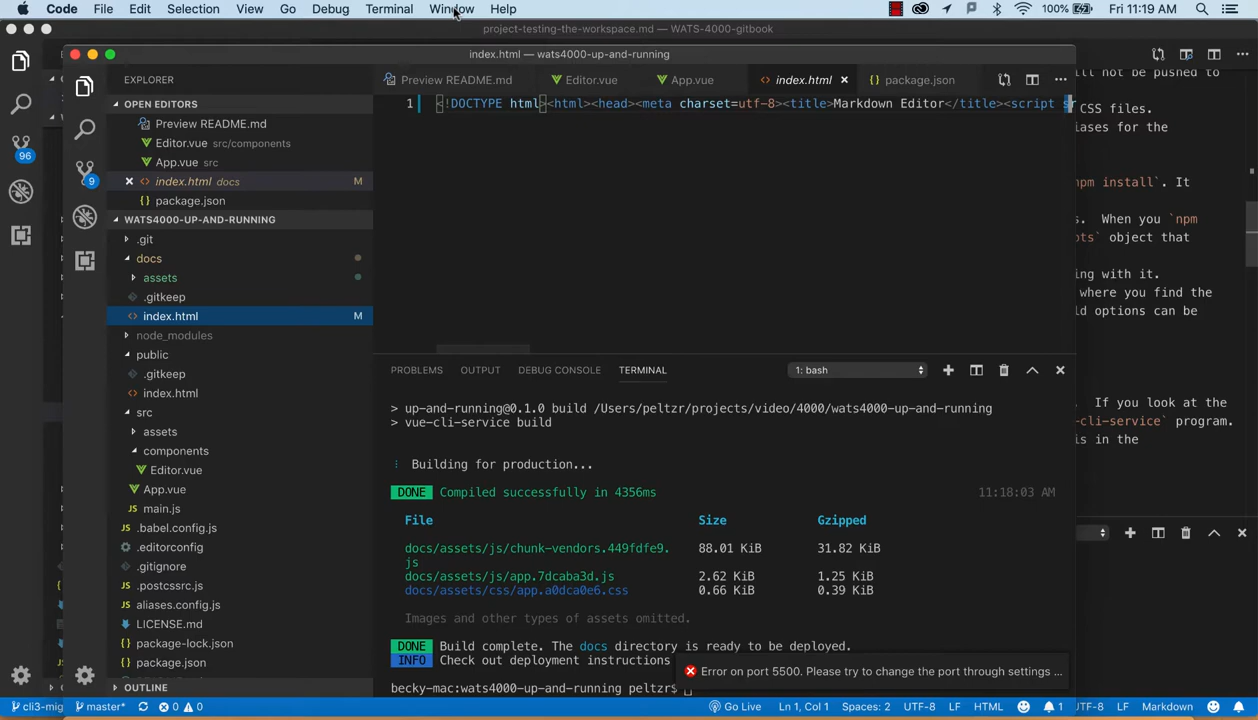 Code File Edit Selection View Go Debug Terminal Window Help 100% Fri 11:19 AM
project-testing-the-workspace.md — WATS-4000-gitbook
index.html — wats4000-up-and-running
EXPLORER
Preview README.md Editor.vue App.vue index.html package.json
OPEN EDITORS
Preview README.md
Editor.vue src/components
App.vue src
index.html docs M
package.json
WATS4000-UP-AND-RUNNING
.git
docs
assets
.gitkeep
index.html M
node_modules
public
.gitkeep
index.html
src
assets
components
Editor.vue
App.vue
main.js
.babel.config.js
.editorconfig
.gitignore
.postcssrc.js
aliases.config.js
LICENSE.md
package-lock.json
package.json
OUTLINE
96
9
1 <!DOCTYPE html><html><head><meta charset=utf-8><title>Markdown Editor</title><script
PROBLEMS OUTPUT DEBUG CONSOLE TERMINAL 1: bash
> up-and-running@0.1.0 build /Users/peltzr/projects/video/4000/wats4000-up-and-running
> vue-cli-service build
Building for production...
DONE Compiled successfully in 4356ms 11:18:03 AM
File Size Gzipped
docs/assets/js/chunk-vendors.449fdfe9. 88.01 KiB 31.82 KiB
js
docs/assets/js/app.7dcaba3d.js 2.62 KiB 1.25 KiB
docs/assets/css/app.a0dca0e6.css 0.66 KiB 0.39 KiB
Images and other types of assets omitted.
DONE Build complete. The docs directory is ready to be deployed.
INFO Check out deployment instructions
Error on port 5500. Please try to change the port through settings ...
becky-mac:wats4000-up-and-running peltzr$
will not be pushed to
CSS files.
iases for the
npm install`. It
s. When you `npm
object that
ing with it.
where you find the
ld options can be
. If you look at the
-cli-service` program.
is in the
cli3-mig master* 0 0 Go Live Ln 1, Col 1 Spaces: 2 UTF-8 LF HTML 1 UTF-8 LF Markdown